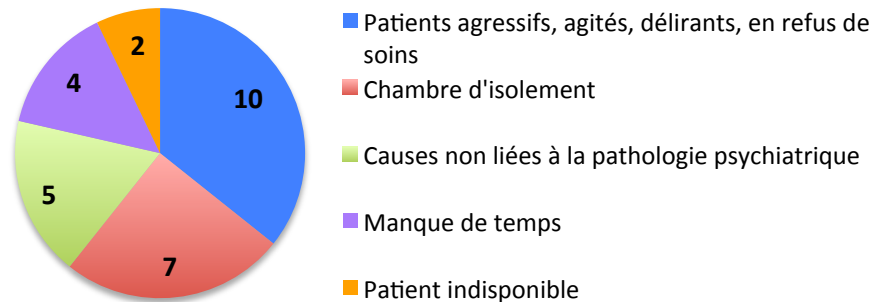 2
4
10
5
7
Patients agressifs, agités, délirants, en refus de
soins
Chambre d'isolement
Causes non liées à la pathologie psychiatrique
Manque de temps
Patient indisponible